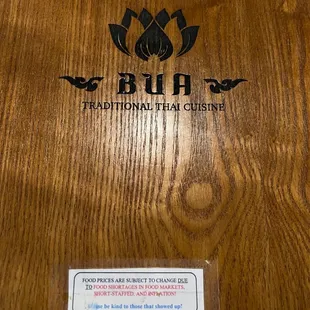 BUA
TRADITIONAL THAI CUISINE
FOOD PRICES ARE SUBJECT TO CHANGE DUE
TO FOOD SHORTAGES IN FOOD MARKETS,
SHORT-STAFFED AND INFLATION!
be kind to those that showed up!